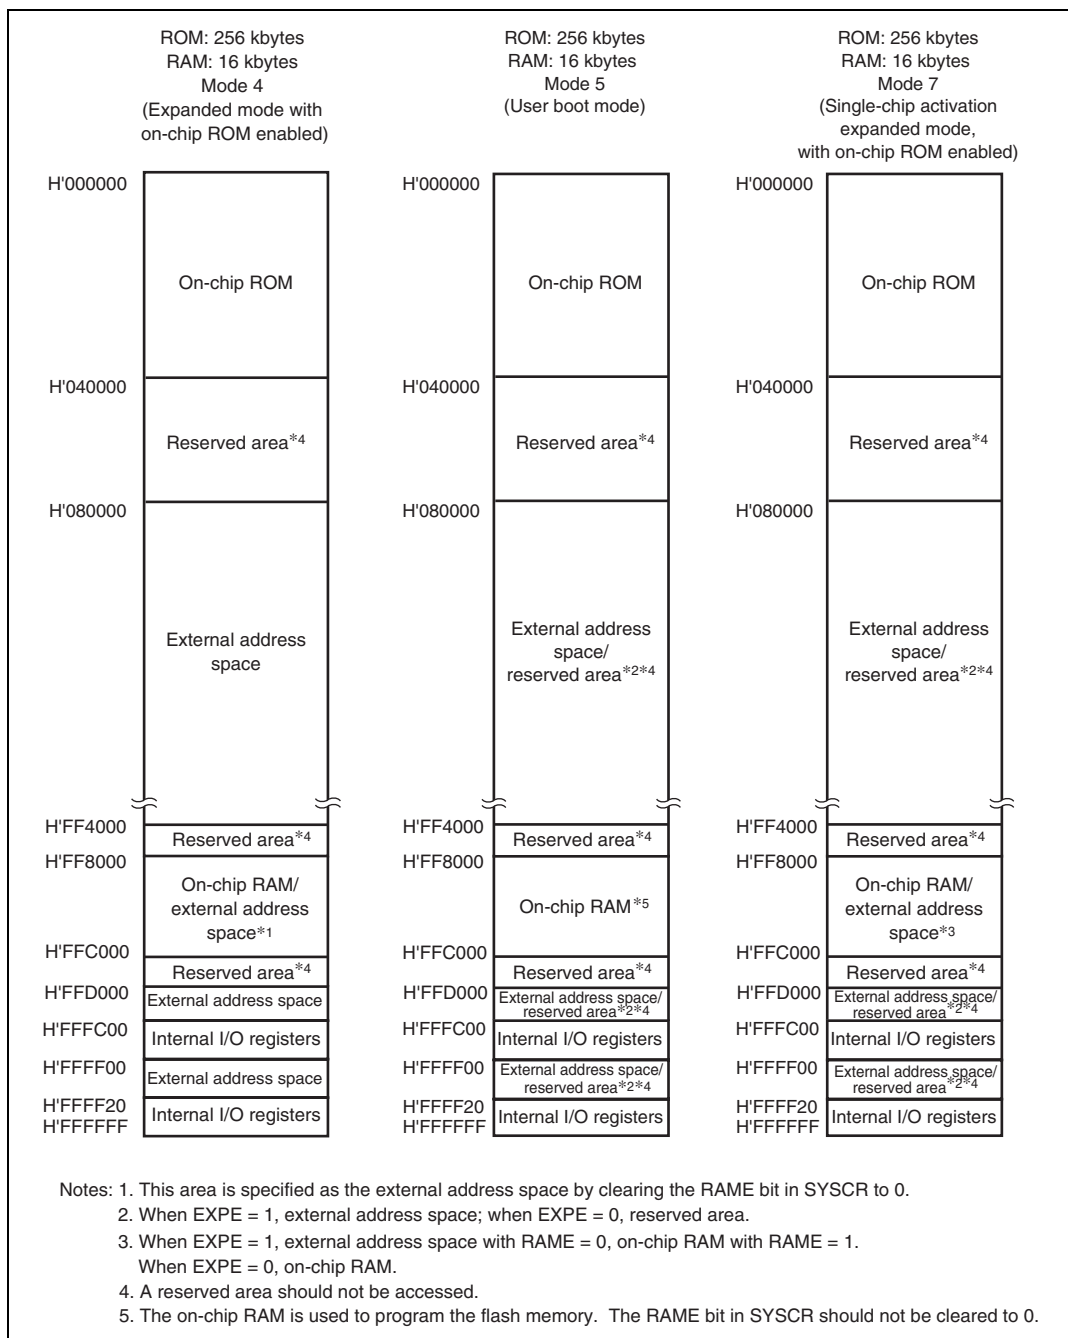 ROM: 256 kbytes
RAM: 16 kbytes
Mode 4
(Expanded mode with
on-chip ROM enabled)
H'000000
On-chip ROM
H'040000
Reserved area*4
H'080000
External address
space
H'FF4000
Reserved area*4
H'FF8000
On-chip RAM/
external address
space*1
H'FFC000
Reserved area*4
H'FFD000
External address space
H'FFFC00
Internal I/O registers
H'FFFF00
External address space
H'FFFF20
Internal I/O registers
H'FFFFFF
ROM: 256 kbytes
RAM: 16 kbytes
Mode 5
(User boot mode)
H'000000
On-chip ROM
H'040000
Reserved area*4
H'080000
External address
space/
reserved area*2*4
H'FF4000
Reserved area*4
H'FF8000
On-chip RAM*5
H'FFC000
Reserved area*4
H'FFD000
External address space/
reserved area*2*4
H'FFFC00
Internal I/O registers
H'FFFF00
External address space/
reserved area*2*4
H'FFFF20
Internal I/O registers
H'FFFFFF
ROM: 256 kbytes
RAM: 16 kbytes
Mode 7
(Single-chip activation
expanded mode,
with on-chip ROM enabled)
H'000000
On-chip ROM
H'040000
Reserved area*4
H'080000
External address
space/
reserved area*2*4
H'FF4000
Reserved area*4
H'FF8000
On-chip RAM/
external address
space*3
H'FFC000
Reserved area*4
H'FFD000
External address space/
reserved area*2*4
H'FFFC00
Internal I/O registers
H'FFFF00
External address space/
reserved area*2*4
H'FFFF20
Internal I/O registers
H'FFFFFF
Notes: 1. This area is specified as the external address space by clearing the RAME bit in SYSCR to 0.
2. When EXPE = 1, external address space; when EXPE = 0, reserved area.
3. When EXPE = 1, external address space with RAME = 0, on-chip RAM with RAME = 1.
When EXPE = 0, on-chip RAM.
4. A reserved area should not be accessed.
5. The on-chip RAM is used to program the flash memory. The RAME bit in SYSCR should not be cleared to 0.